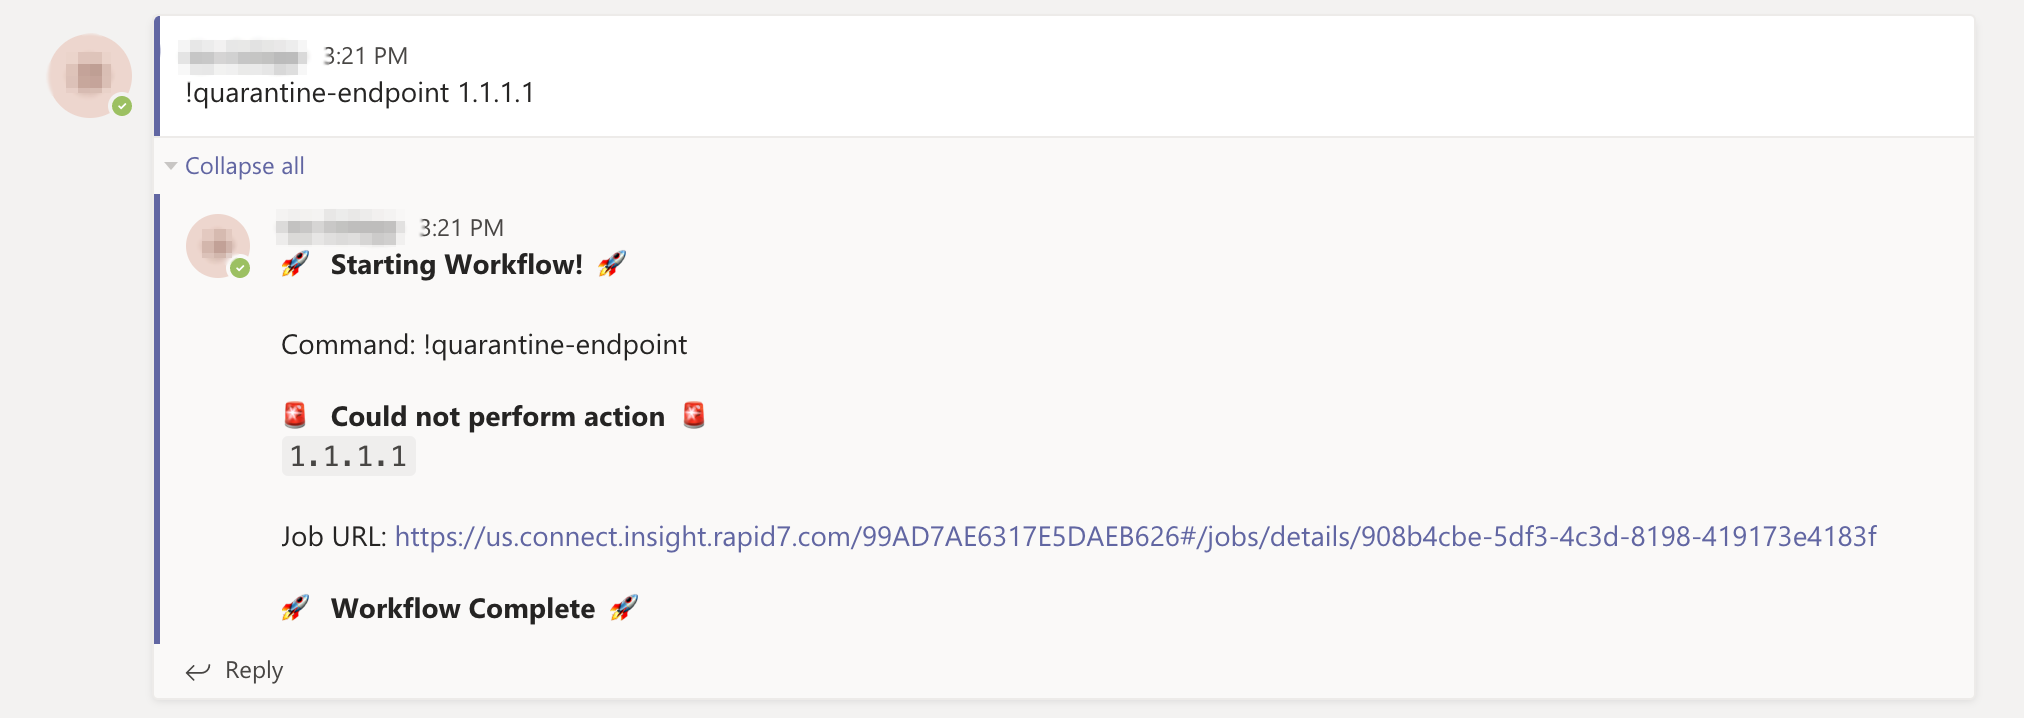 3:21 PM
!quarantine-endpoint 1.1.1.1
Collapse all
3:21 PM
🚀 Starting Workflow! 🚀
Command: !quarantine-endpoint
🚨 Could not perform action 🚨
1.1.1.1
Job URL: https://us.connect.insight.rapid7.com/99AD7AE6317E5DAEB626#/jobs/details/908b4cbe-5df3-4c3d-8198-419173e4183f
🚀 Workflow Complete 🚀
Reply